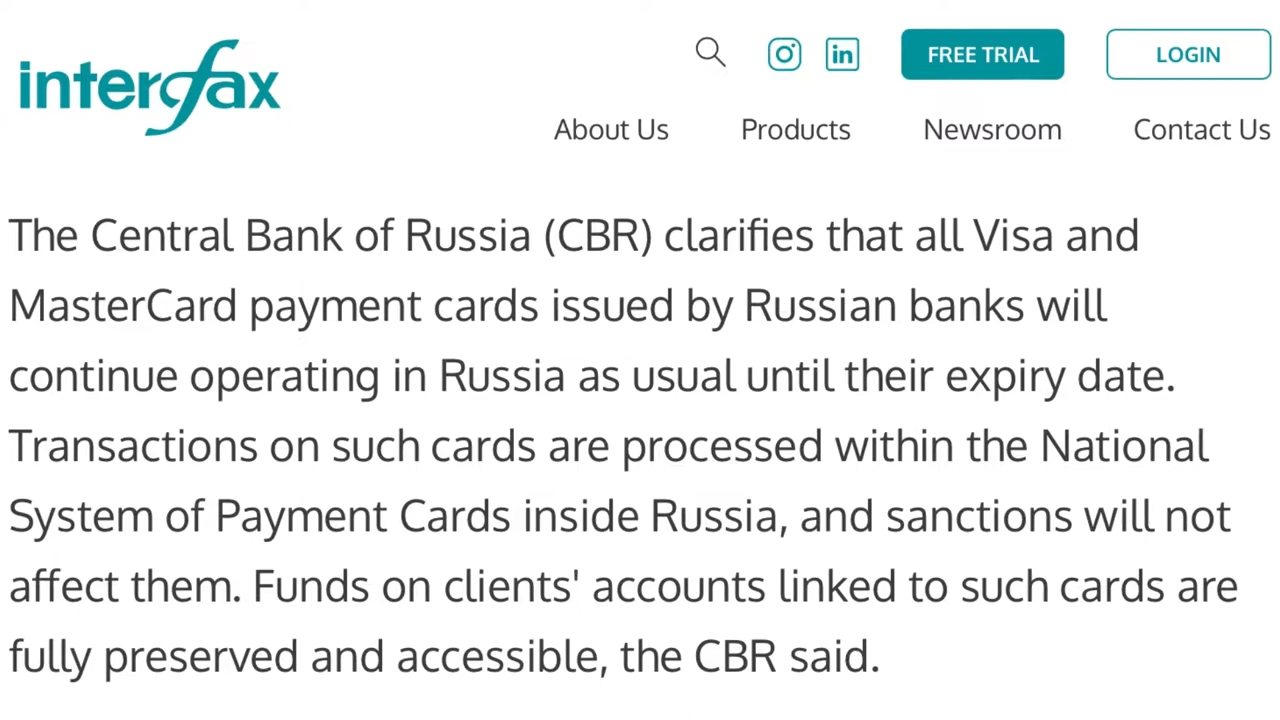 interfax
FREE TRIAL
LOGIN
About Us
Products
Newsroom
Contact Us
The Central Bank of Russia (CBR) clarifies that all Visa and
MasterCard payment cards issued by Russian banks will
continue operating in Russia as usual until their expiry date.
Transactions on such cards are processed within the National
System of Payment Cards inside Russia, and sanctions will not
affect them. Funds on clients' accounts linked to such cards are
fully preserved and accessible, the CBR said.